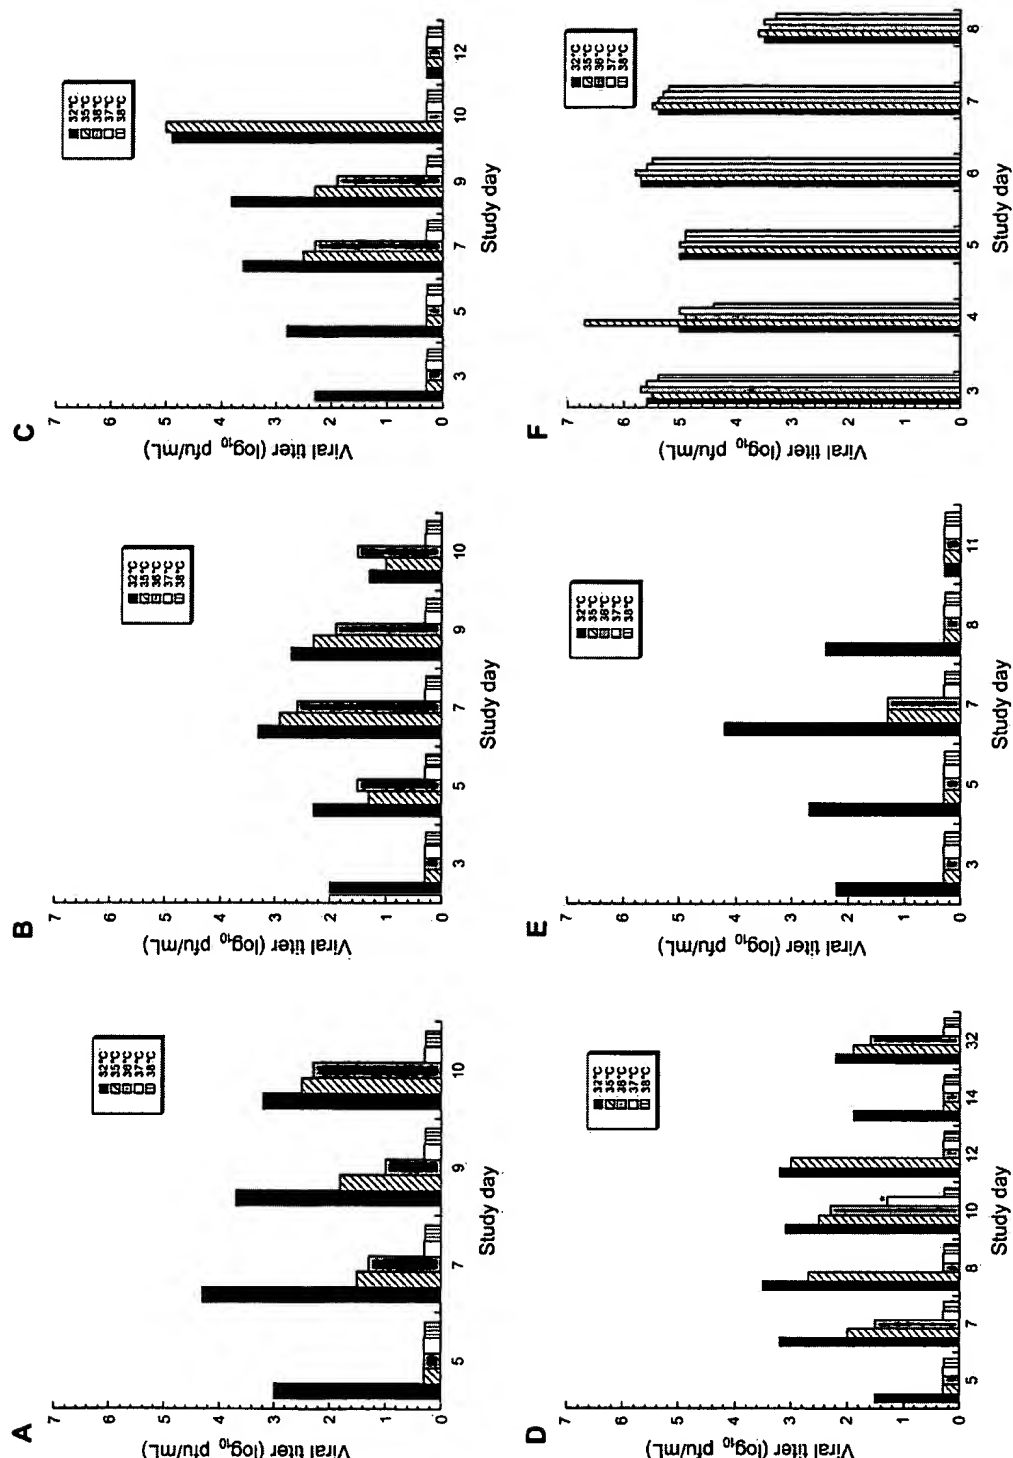 A
Viral titer (log10 pfu/mL)
7
6
5
4
3
2
1
0
32°C
35°C
36°C
37°C
38°C
5 7 9 10
Study day
B
Viral titer (log10 pfu/mL)
7
6
5
4
3
2
1
0
32°C
35°C
36°C
37°C
38°C
3 5 7 9 10
Study day
C
Viral titer (log10 pfu/mL)
7
6
5
4
3
2
1
0
32°C
35°C
36°C
37°C
38°C
3 5 7 9 10 12
Study day
D
Viral titer (log10 pfu/mL)
7
6
5
4
3
2
1
0
32°C
35°C
36°C
37°C
38°C
*
5 7 8 10 12 14 32
Study day
E
Viral titer (log10 pfu/mL)
7
6
5
4
3
2
1
0
32°C
35°C
36°C
37°C
38°C
3 5 7 8 11
Study day
F
Viral titer (log10 pfu/mL)
7
6
5
4
3
2
1
0
32°C
35°C
36°C
37°C
38°C
3 4 5 6 7 8
Study day